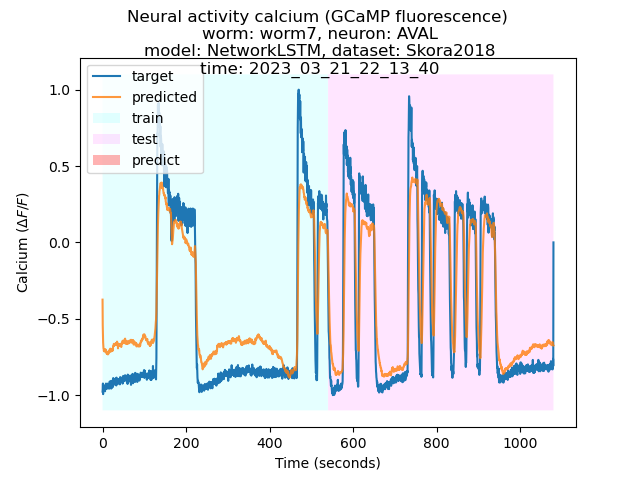 Neural activity calcium (GCaMP fluorescence)
worm: worm7, neuron: AVAL
model: NetworkLSTM, dataset: Skora2018
time: 2023_03_21_22_13_40
target
predicted
train
test
predict
1.0
0.5
0.0
−0.5
−1.0
Calcium (ΔF/F)
0
200
400
600
800
1000
Time (seconds)